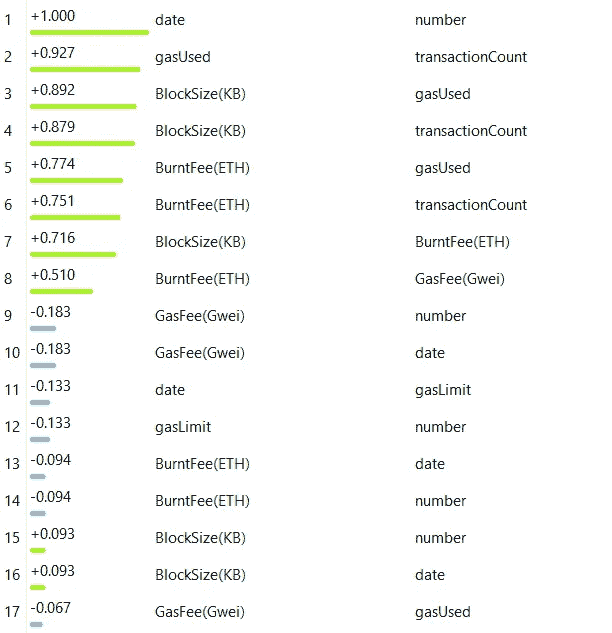 1 +1.000 date number
2 +0.927 gasUsed transactionCount
3 +0.892 BlockSize(KB) gasUsed
4 +0.879 BlockSize(KB) transactionCount
5 +0.774 BurntFee(ETH) gasUsed
6 +0.751 BurntFee(ETH) transactionCount
7 +0.716 BlockSize(KB) BurntFee(ETH)
8 +0.510 BurntFee(ETH) GasFee(Gwei)
9 -0.183 GasFee(Gwei) number
10 -0.183 GasFee(Gwei) date
11 -0.133 date gasLimit
12 -0.133 gasLimit number
13 -0.094 BurntFee(ETH) date
14 -0.094 BurntFee(ETH) number
15 +0.093 BlockSize(KB) number
16 +0.093 BlockSize(KB) date
17 -0.067 GasFee(Gwei) gasUsed